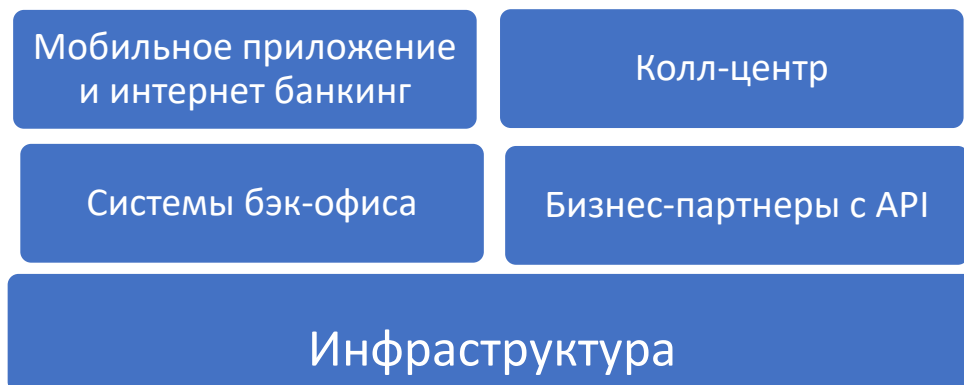 Мобильное приложение
и интернет банкинг
Колл-центр
Системы бэк-офиса
Бизнес-партнеры с API
Инфраструктура